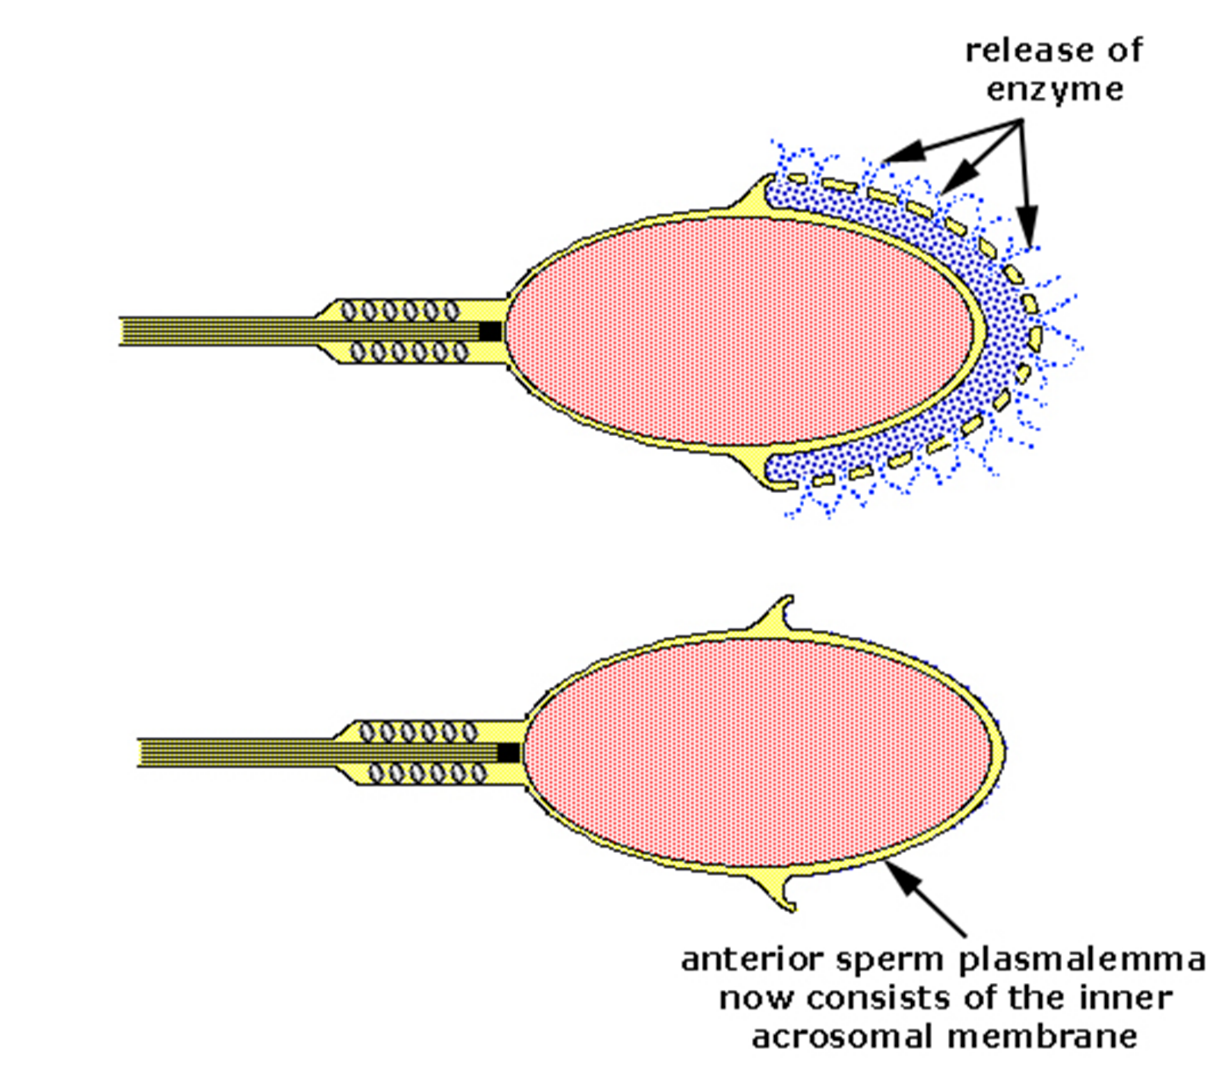 release of
enzyme
anterior sperm plasmalemma
now consists of the inner
acrosomal membrane